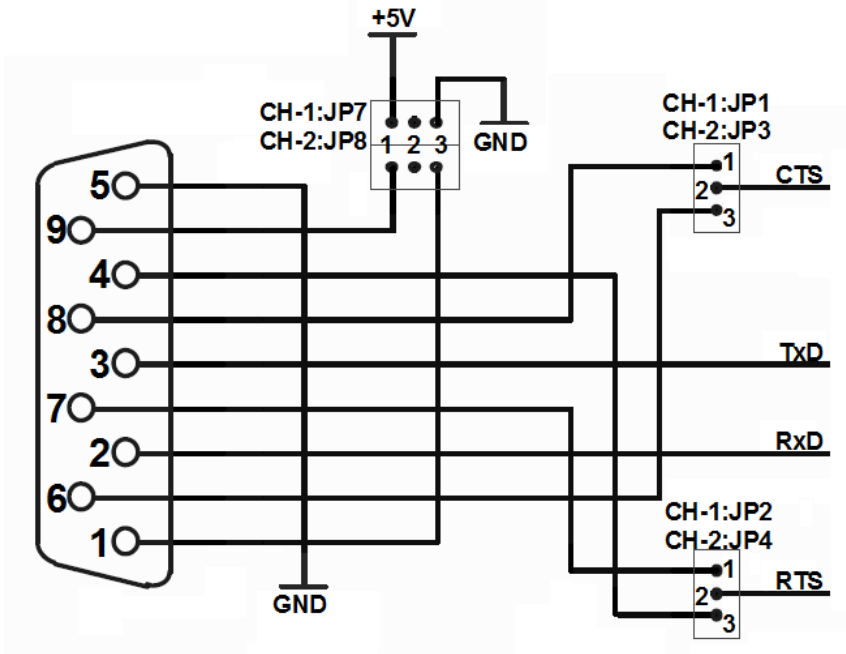 +5V
CH-1:JP7
CH-2:JP8
1 2 3
GND
CH-1:JP1
CH-2:JP3
1
2
3
CTS
5
9
4
8
3
TxD
7
2
RxD
6
1
CH-1:JP2
CH-2:JP4
1
2
3
RTS
GND